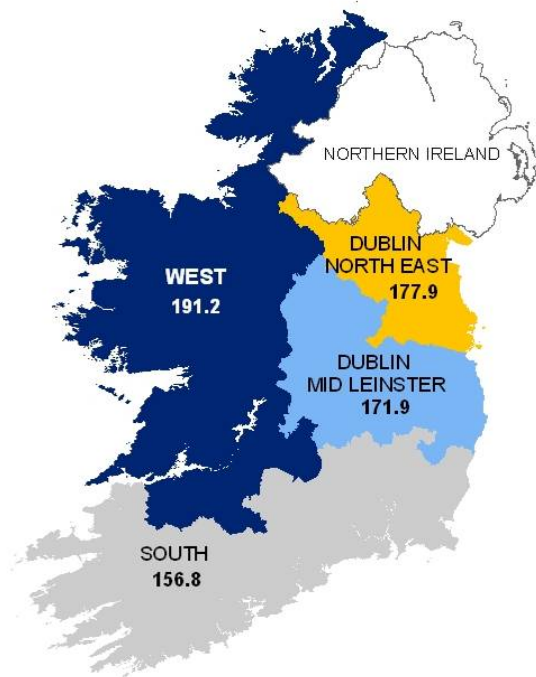 NORTHERN IRELAND
DUBLIN
NORTH EAST
177.9
WEST
191.2
DUBLIN
MID LEINSTER
171.9
SOUTH
156.8